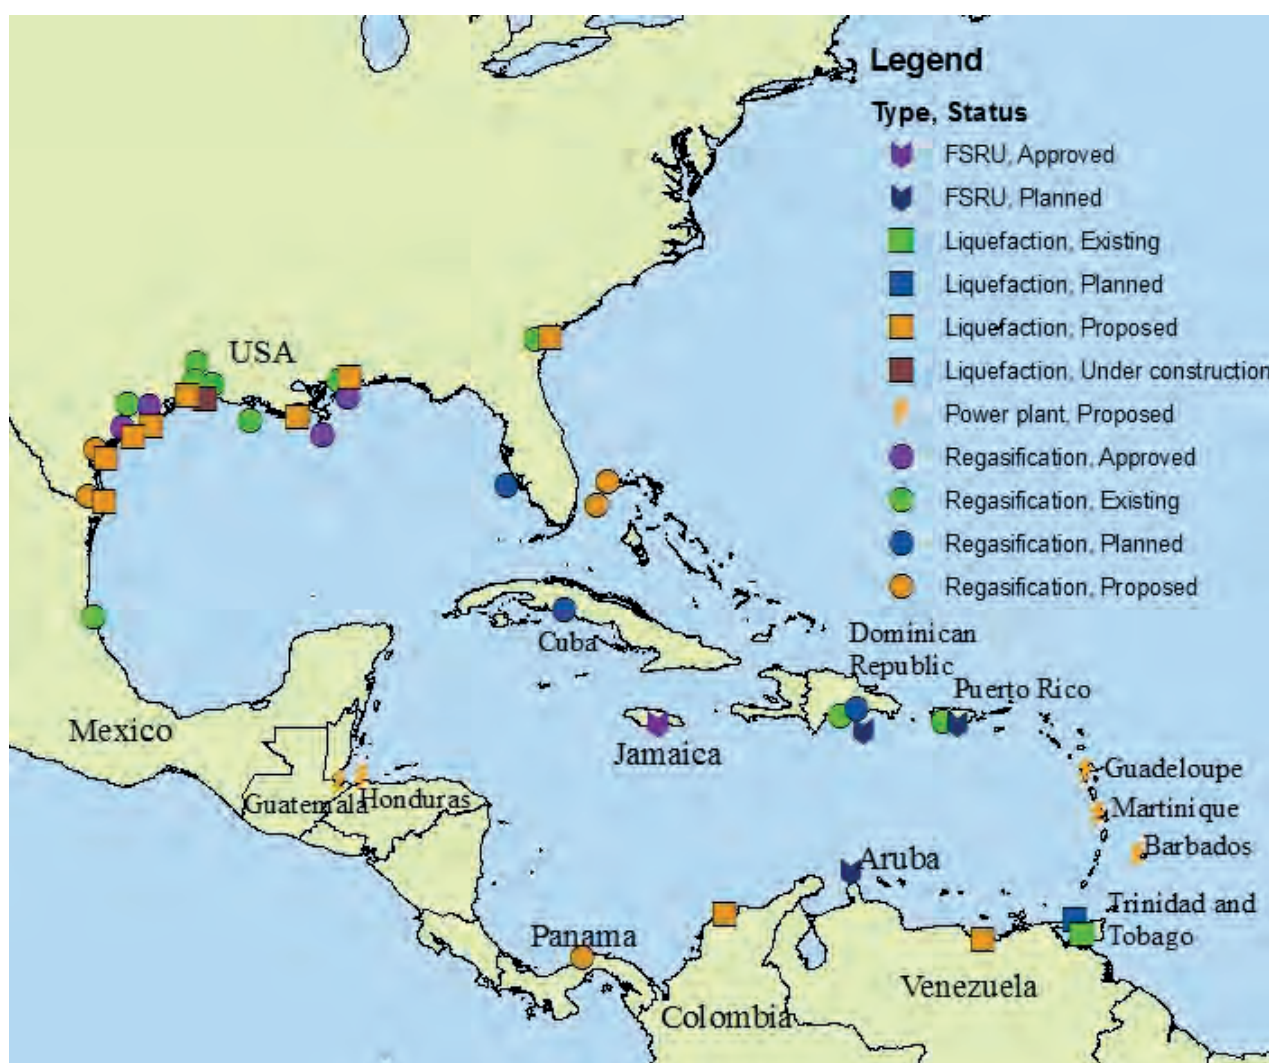 Legend
Type, Status
FSRU, Approved
FSRU, Planned
Liquefaction, Existing
Liquefaction, Planned
Liquefaction, Proposed
Liquefaction, Under construction
Power plant, Proposed
Regasification, Approved
Regasification, Existing
Regasification, Planned
Regasification, Proposed
USA
Cuba
Dominican
Republic
Puerto Rico
Mexico
Jamaica
Guadeloupe
Guatemala
Honduras
Martinique
Barbados
Aruba
Trinidad and
Tobago
Panama
Venezuela
Colombia